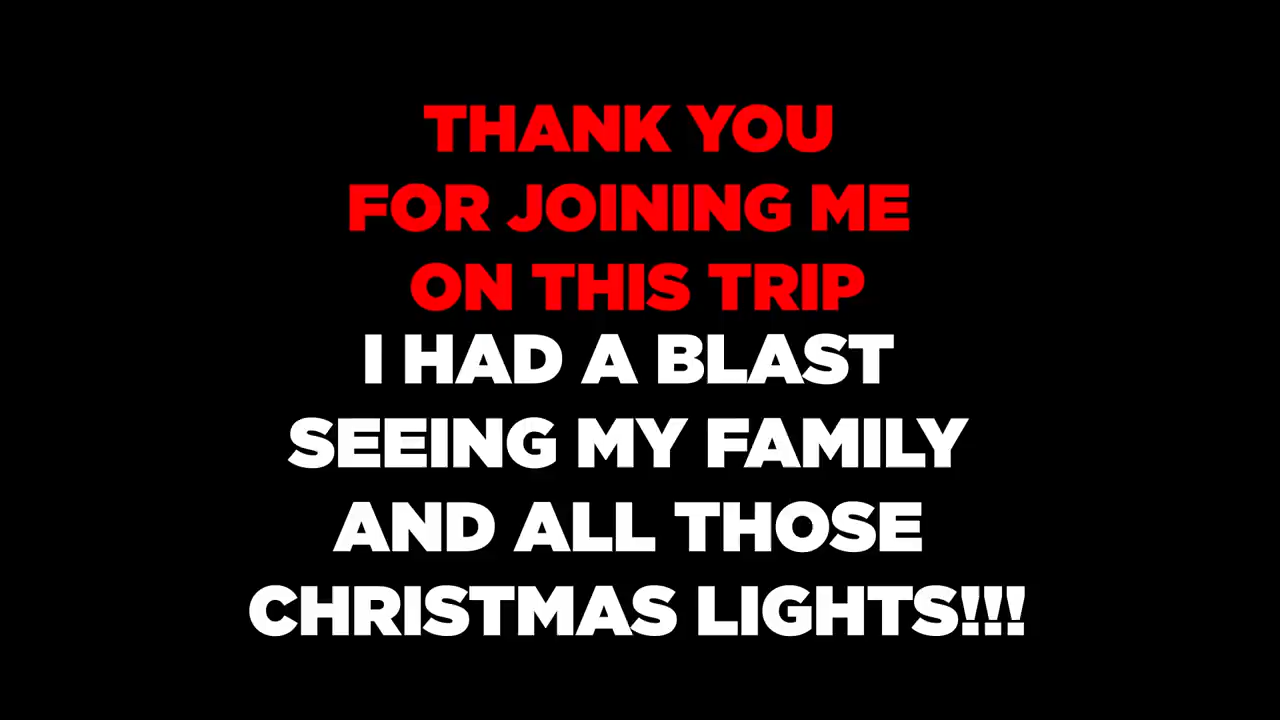 THANK YOU
FOR JOINING ME
ON THIS TRIP
I HAD A BLAST
SEEING MY FAMILY
AND ALL THOSE
CHRISTMAS LIGHTS!!!